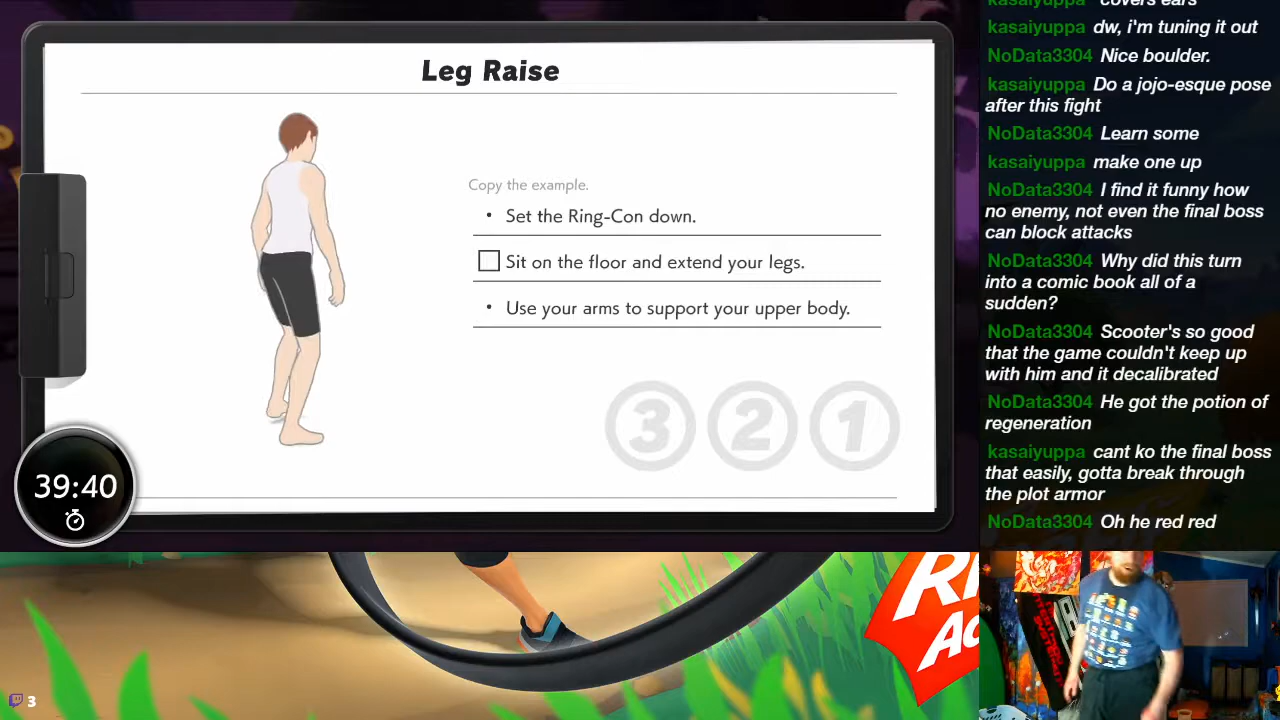 Leg Raise
Copy the example.
• Set the Ring-Con down.
Sit on the floor and extend your legs.
• Use your arms to support your upper body.
3 2 1
39:40
3
kasaiyuppa covers ears
kasaiyuppa dw, i'm tuning it out
NoData3304 Nice boulder.
kasaiyuppa Do a jojo-esque pose
after this fight
NoData3304 Learn some
kasaiyuppa make one up
NoData3304 I find it funny how
no enemy, not even the final boss
can block attacks
NoData3304 Why did this turn
into a comic book all of a
sudden?
NoData3304 Scooter's so good
that the game couldn't keep up
with him and it decalibrated
NoData3304 He got the potion of
regeneration
kasaiyuppa cant ko the final boss
that easily, gotta break through
the plot armor
NoData3304 Oh he red red